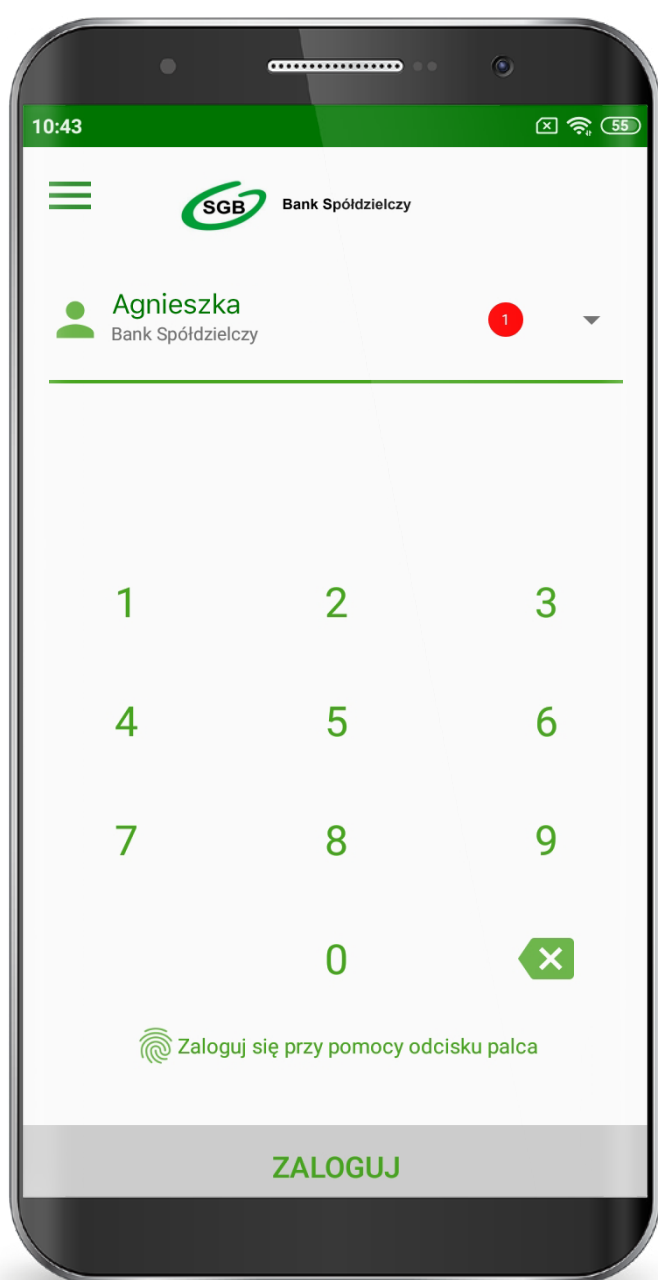 10:43
55
SGB Bank Spółdzielczy
Agnieszka
Bank Spółdzielczy
1
1 2 3
4 5 6
7 8 9
0
Zaloguj się przy pomocy odcisku palca
ZALOGUJ